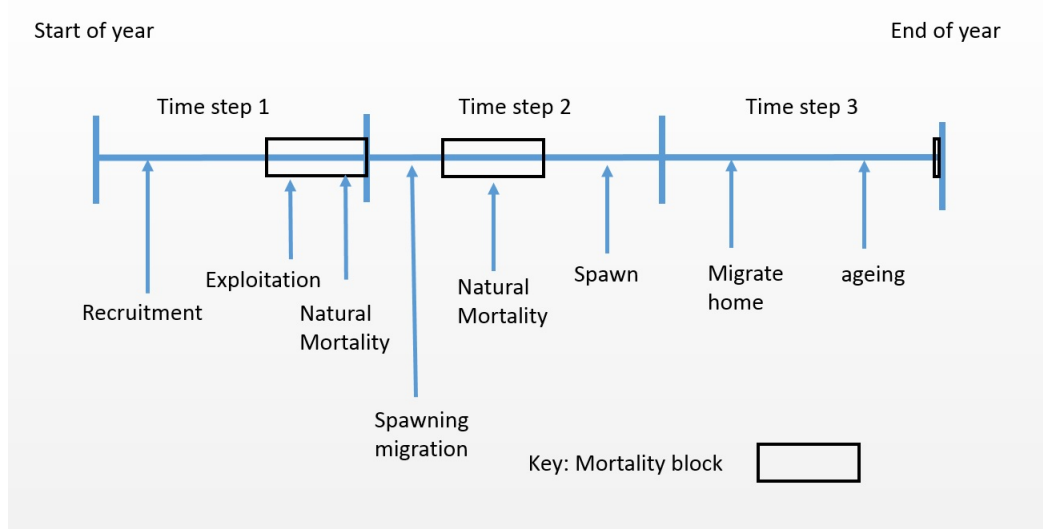 Start of year
End of year
Time step 1
Time step 2
Time step 3
Recruitment
Exploitation
Natural
Mortality
Spawning
migration
Natural
Mortality
Spawn
Migrate
home
ageing
Key: Mortality block